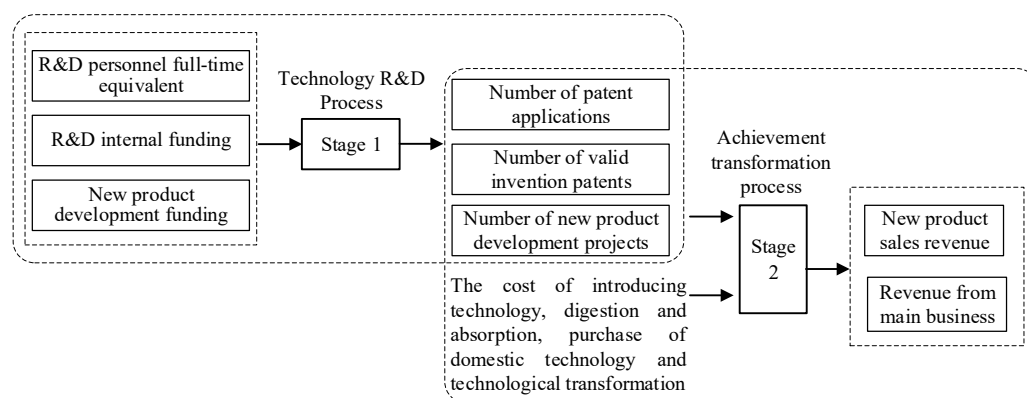 R&D personnel full-time
equivalent
R&D internal funding
New product
development funding
Technology R&D
Process
Stage 1
Number of patent
applications
Number of valid
invention patents
Number of new product
development projects
The cost of introducing
technology, digestion and
absorption, purchase of
domestic technology and
technological transformation
Achievement
transformation
process
Stage
2
New product
sales revenue
Revenue from
main business